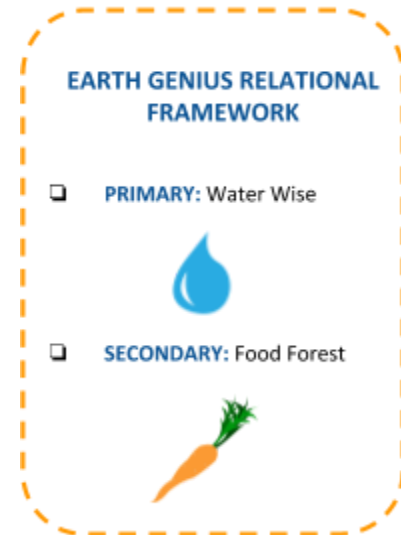 EARTH GENIUS RELATIONAL
FRAMEWORK
PRIMARY: Water Wise
SECONDARY: Food Forest